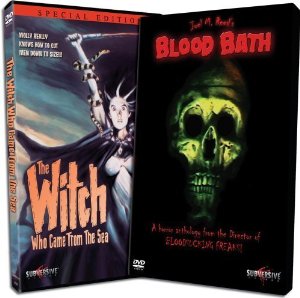 SPECIAL EDITION
MOLLY REALLY
KNOWS HOW TO CUT
MEN DOWN TO SIZE!!
The Witch Who Came From The Sea
The
Witch
Who Came From The Sea
SUBVERSIVE
DVD
Joel M. Reed's
BLOOD BATH
A horror anthology from the Director of
BLOODSUCKING FREAKS!
DVD
SUBVERSIVE